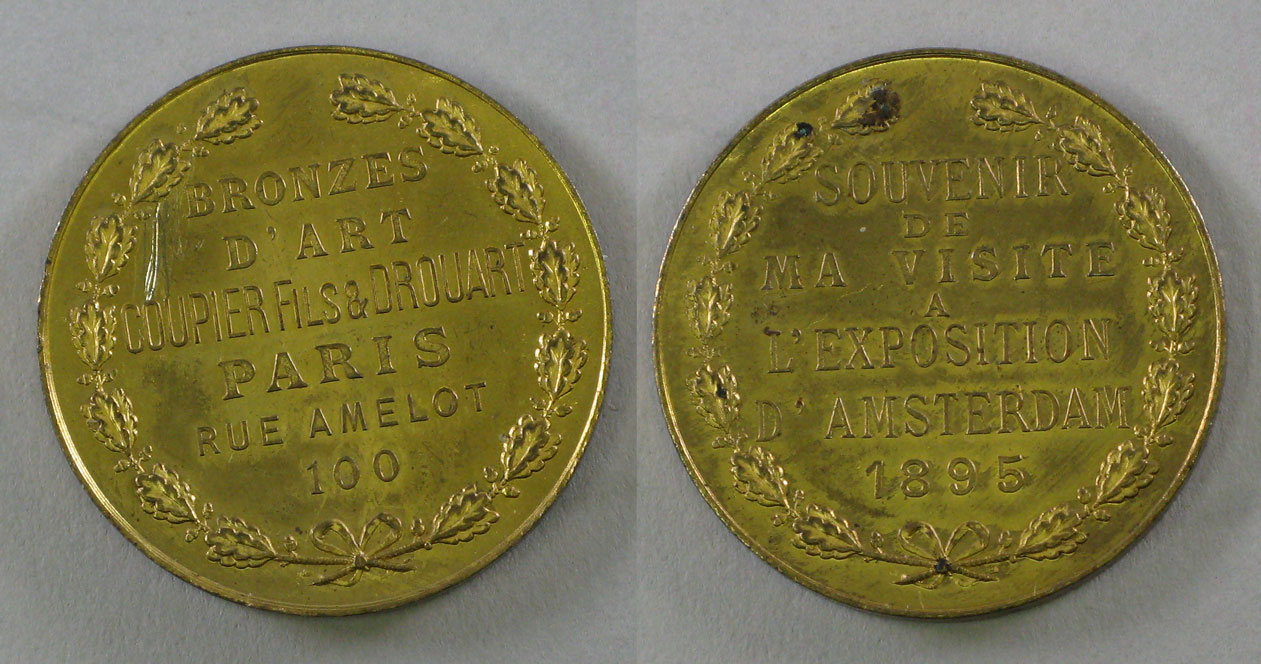 BRONZES
D'ART
COUPIER FILS & DROUART
PARIS
RUE AMELOT
100
SOUVENIR
DE
MA VISITE
A
L'EXPOSITION
D'AMSTERDAM
1895